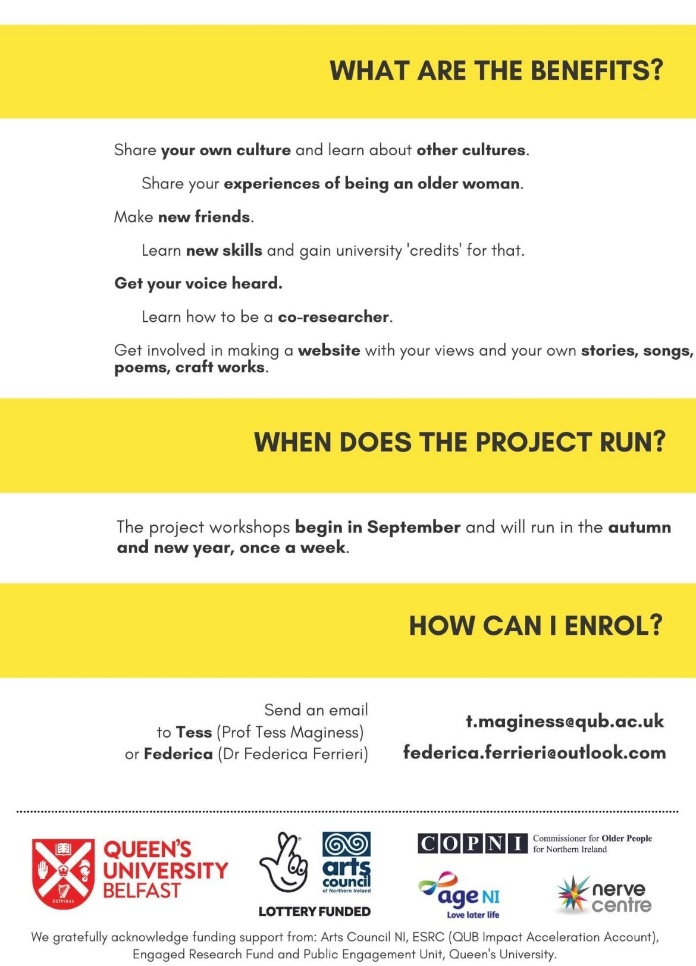 WHAT ARE THE BENEFITS?
Share your own culture and learn about other cultures.
Share your experiences of being an older woman.
Make new friends.
Learn new skills and gain university 'credits' for that.
Get your voice heard.
Learn how to be a co-researcher.
Get involved in making a website with your views and your own stories, songs,
poems, craft works.
WHEN DOES THE PROJECT RUN?
The project workshops begin in September and will run in the autumn
and new year, once a week.
HOW CAN I ENROL?
Send an email
to Tess (Prof Tess Maginess)
or Federica (Dr Federica Ferrieri)
t.maginess@qub.ac.uk
federica.ferrieri@outlook.com
QUEEN'S
UNIVERSITY
BELFAST
arts
council
of Northern Ireland
LOTTERY FUNDED
COPNI
Commissioner for Older People
for Northern Ireland
age NI
Love later life
nerve
centre
We gratefully acknowledge funding support from: Arts Council NI, ESRC (QUB Impact Acceleration Account),
Engaged Research Fund and Public Engagement Unit, Queen's University.